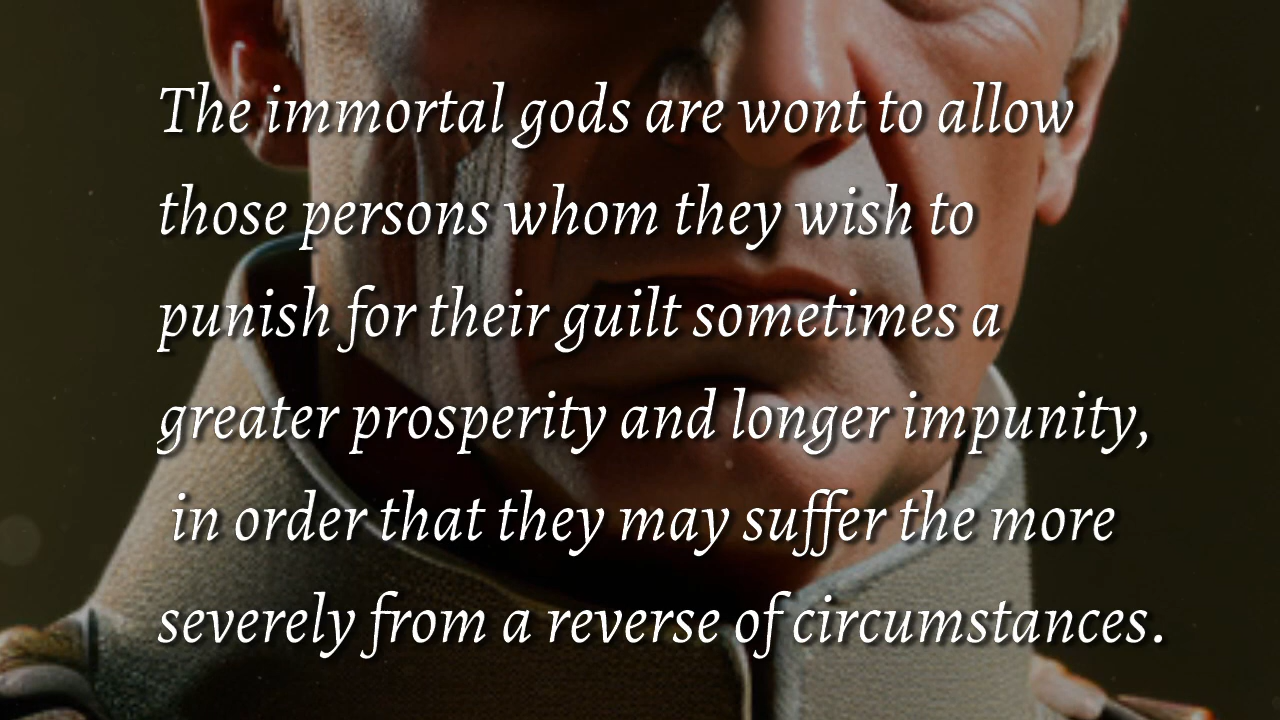 The immortal gods are wont to allow
those persons whom they wish to
punish for their guilt sometimes a
greater prosperity and longer impunity,
in order that they may suffer the more
severely from a reverse of circumstances.